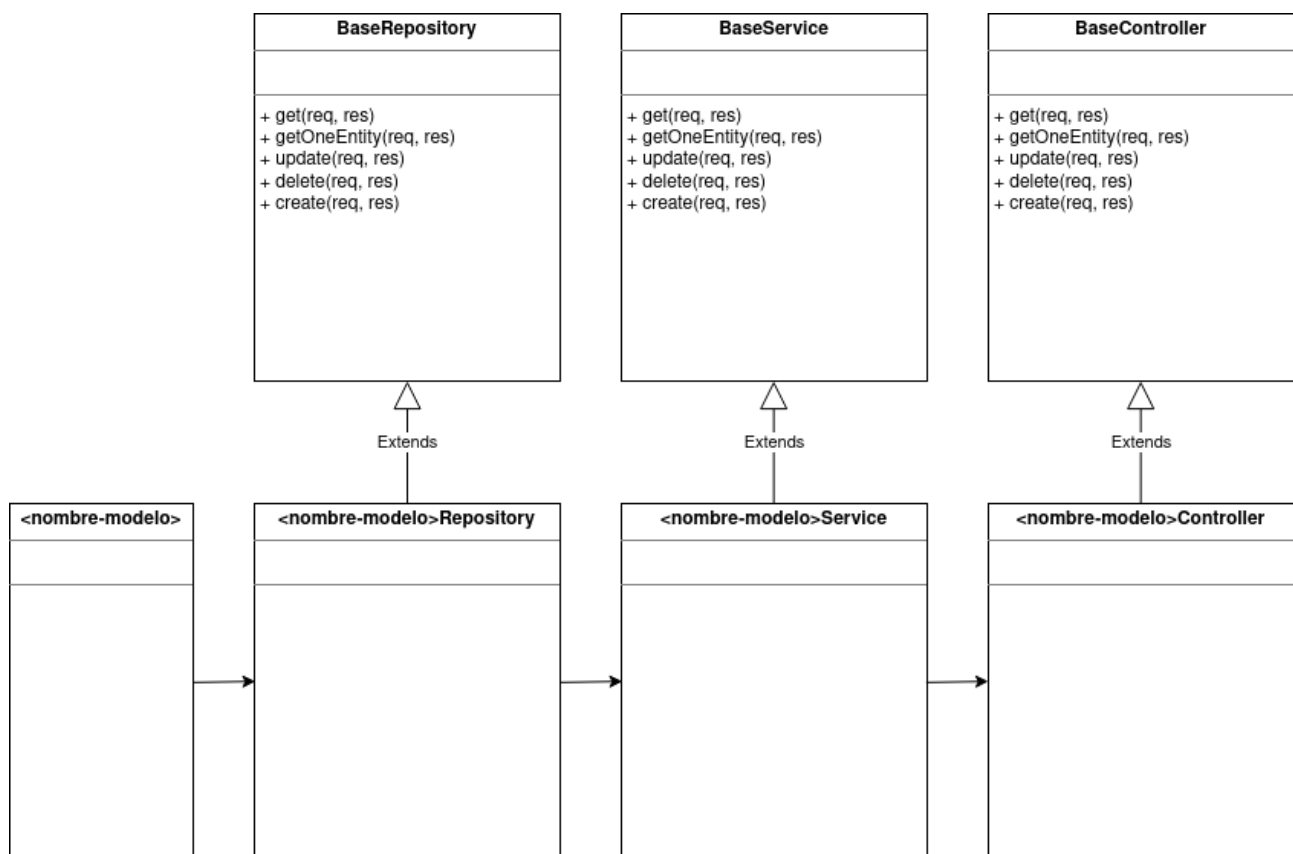 BaseRepository
+ get(req, res)
+ getOneEntity(req, res)
+ update(req, res)
+ delete(req, res)
+ create(req, res)
BaseService
+ get(req, res)
+ getOneEntity(req, res)
+ update(req, res)
+ delete(req, res)
+ create(req, res)
BaseController
+ get(req, res)
+ getOneEntity(req, res)
+ update(req, res)
+ delete(req, res)
+ create(req, res)
Extends
Extends
Extends
<nombre-modelo>
<nombre-modelo>Repository
<nombre-modelo>Service
<nombre-modelo>Controller